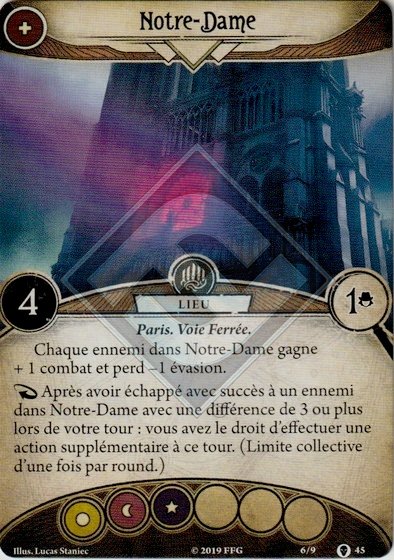 Notre-Dame
4
LIEU
1
Paris. Voie Ferrée.
Chaque ennemi dans Notre-Dame gagne
+ 1 combat et perd –1 évasion.
Après avoir échappé avec succès à un ennemi
dans Notre-Dame avec une différence de 3 ou plus
lors de votre tour : vous avez le droit d'effectuer une
action supplémentaire à ce tour. (Limite collective
d'une fois par round.)
Illus. Lucas Staniec © 2019 FFG 6/9 45